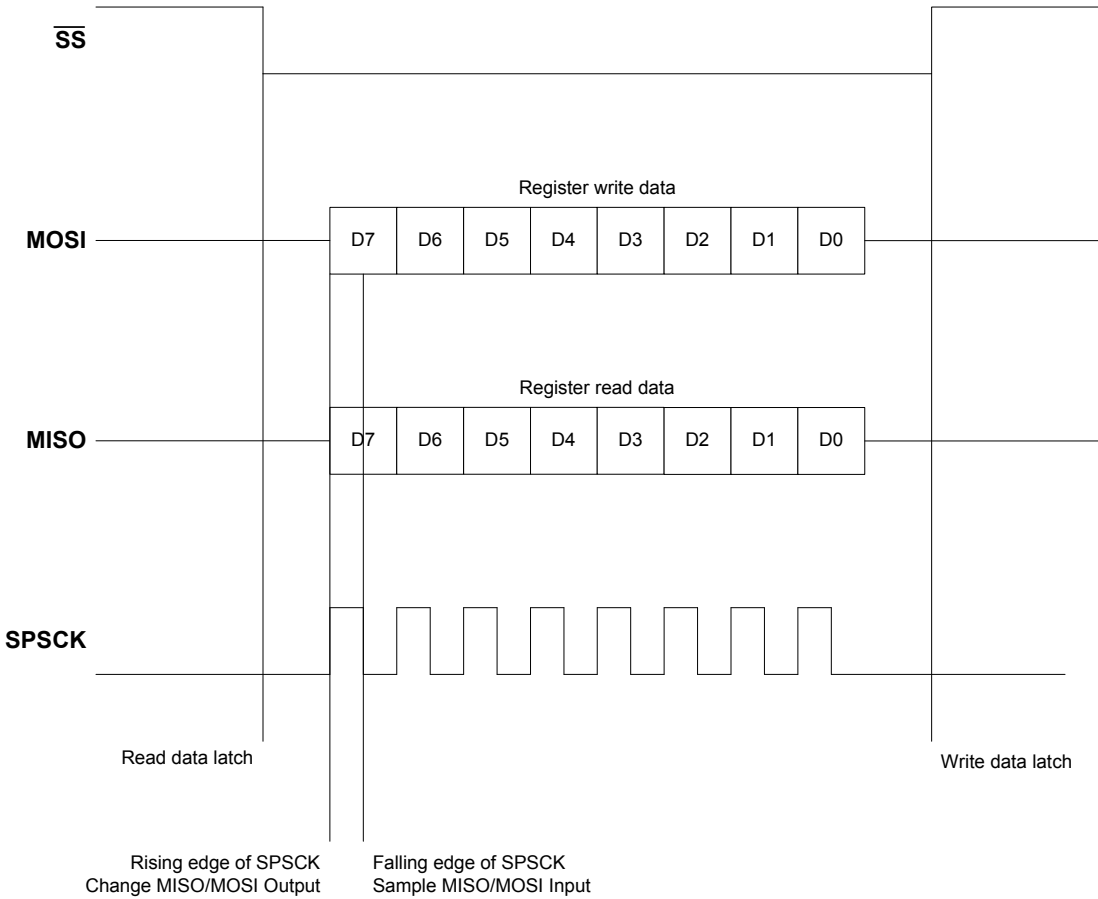 SS
Register write data
MOSI D7 D6 D5 D4 D3 D2 D1 D0
Register read data
MISO D7 D6 D5 D4 D3 D2 D1 D0
SPSCK
Read data latch
Write data latch
Rising edge of SPSCK
Change MISO/MOSI Output
Falling edge of SPSCK
Sample MISO/MOSI Input